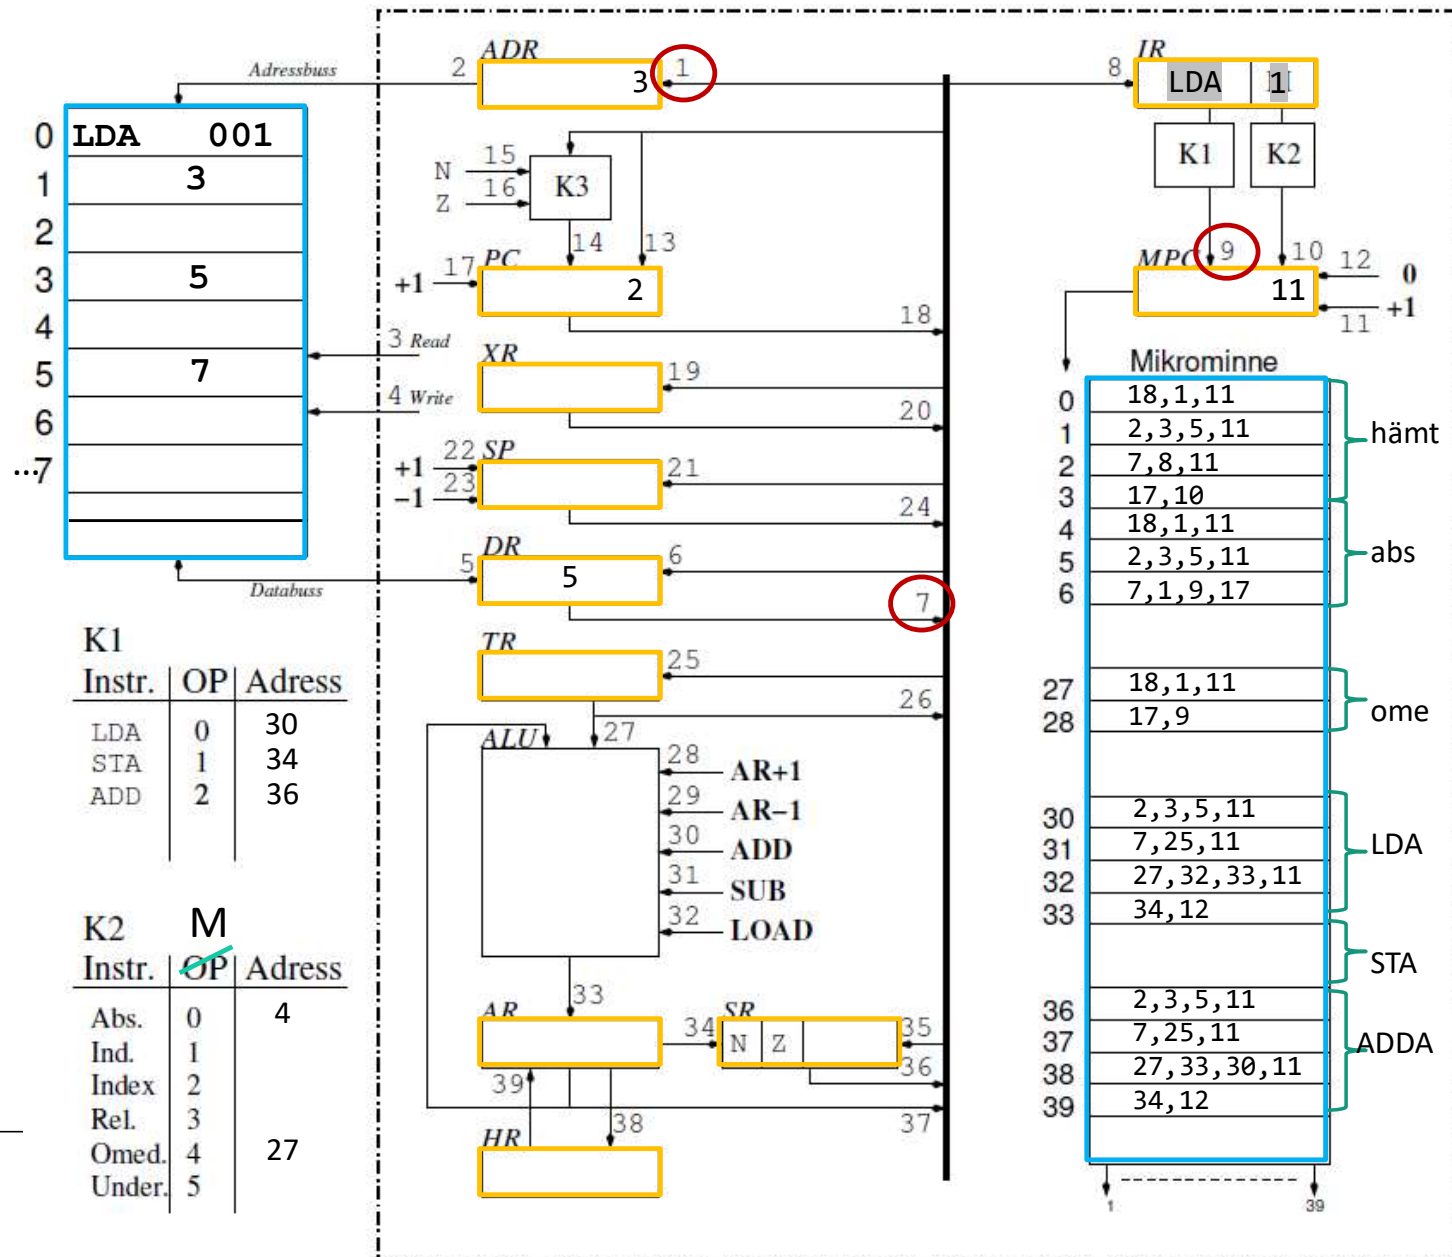 ADR
IR
Adressbuss
2
3
1
8
LDA 1
0 LDA 001
1 3
2
3 5
4
5 7
6
...7
K1
K2
N 15
Z 16
K3
14
13
9
10
12 0
11 +1
MPC
11
PC
+1 17
2
18
3 Read
4 Write
XR
19
20
SP
+1 22
-1 23
21
24
DR
5
5
6
7
Databuss
TR
25
26
27
ALU
28 AR+1
29 AR-1
30 ADD
31 SUB
32 LOAD
33
AR
34
SR
N Z
35
36
37
38
39
HR
Mikrominne
0 18,1,11
1 2,3,5,11
2 7,8,11
3 17,10
hämt
4 18,1,11
5 2,3,5,11
6 7,1,9,17
abs
27 18,1,11
28 17,9
ome
30 2,3,5,11
31 7,25,11
32 27,32,33,11
33 34,12
LDA
STA
36 2,3,5,11
37 7,25,11
38 27,33,30,11
39 34,12
ADDA
1
39
K1
Instr. OP Adress
LDA 0 30
STA 1 34
ADD 2 36
K2 M
Instr. OP Adress
Abs. 0 4
Ind. 1
Index 2
Rel. 3
Omed. 4 27
Under. 5